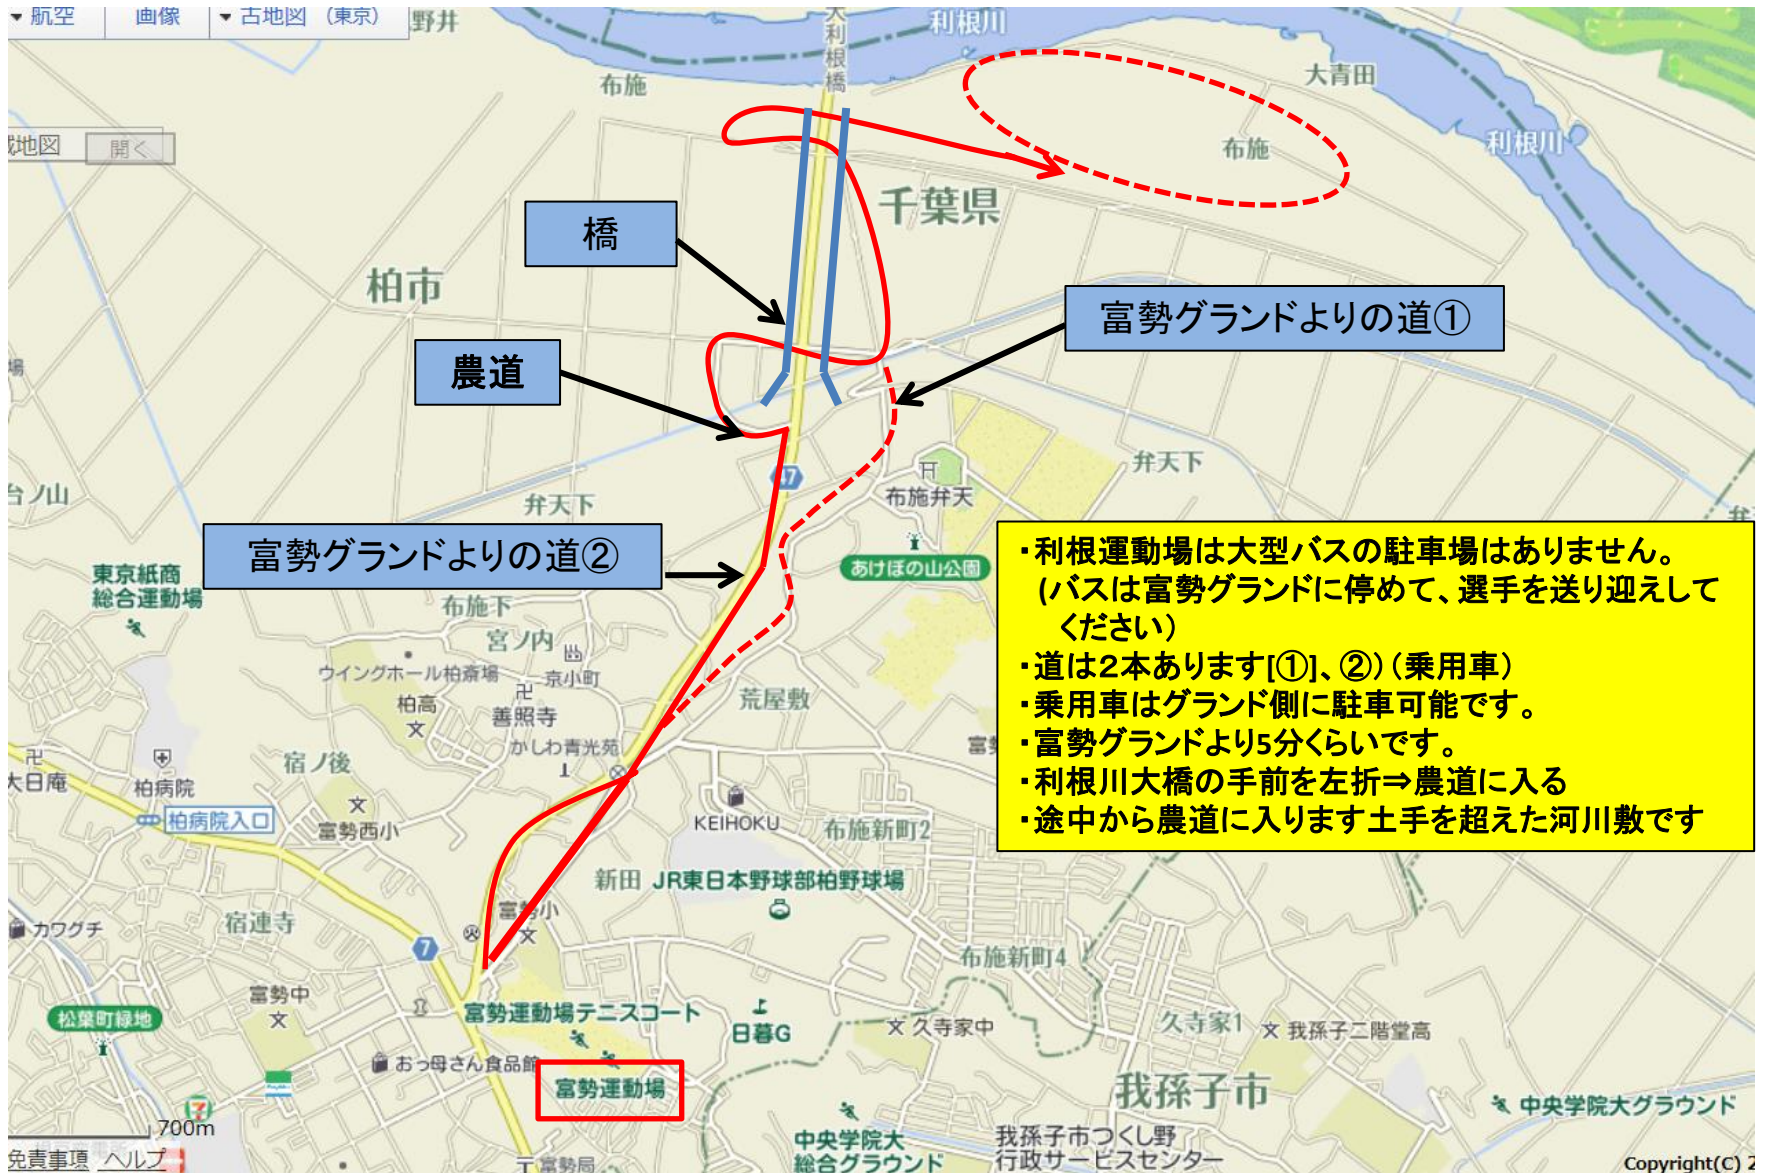 航空
画像
古地図 (東京)
野井
大利根橋
利根川
布施
大青田
地図
開く
利根川
布施
千葉県
橋
柏市
富勢グランドよりの道①
農道
場
47
弁天下
布施弁天
台ノ山
弁天下
富勢グランドよりの道②
あけぼの山公園
東京紙商
総合運動場
布施下
宮ノ内
ウイングホール柏斎場
京小町
柏高
善照寺
荒屋敷
かしわ青光苑
・利根運動場は大型バスの駐車場はありません。
(バスは富勢グランドに停めて、選手を送り迎えして
ください)
・道は2本あります[①]、②)(乗用車)
・乗用車はグランド側に駐車可能です。
・富勢グランドより5分くらいです。
・利根川大橋の手前を左折⇒農道に入る
・途中から農道に入ります土手を超えた河川敷です
宿ノ後
大日庵
柏病院
柏病院入口
富勢西小
KEIHOKU
布施新町2
新田
JR東日本野球部柏野球場
富勢小
カワグチ
宿連寺
7
布施新町4
富勢中
松葉町緑地
富勢運動場テニスコート
日暮G
久寺家中
久寺家1
我孫子二階堂高
おっ母さん食品館
富勢運動場
我孫子市
中央学院大グラウンド
700m
中央学院大
総合グラウンド
我孫子市つくし野
行政サービスセンター
免責事項
ヘルプ
富勢局
Copyright(C) 2